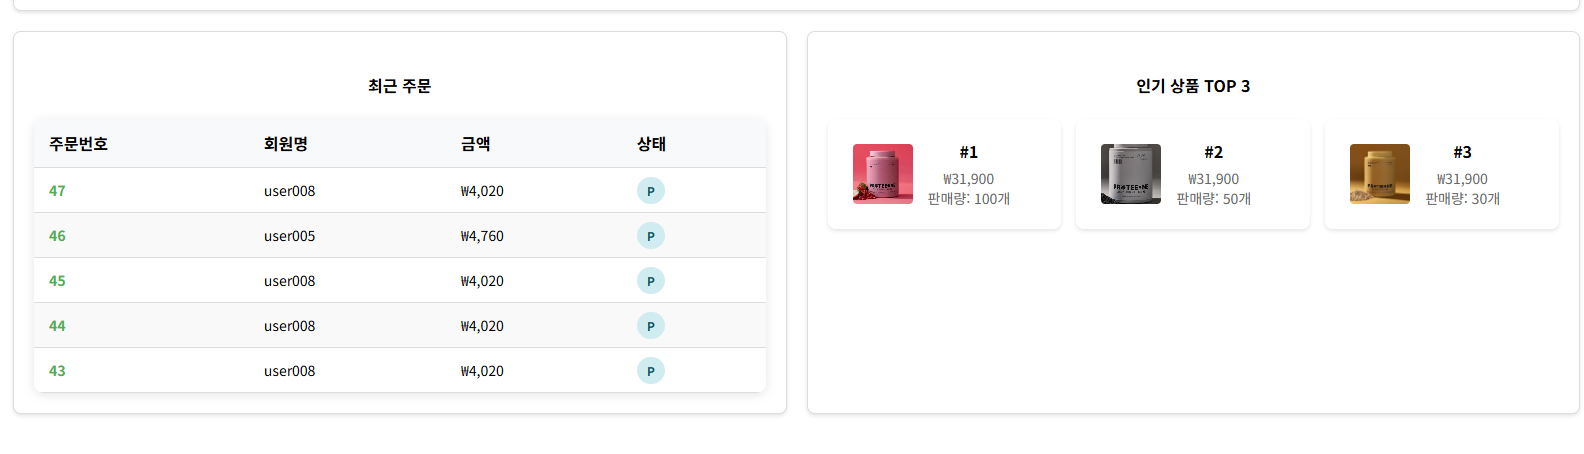 최근 주문
주문번호 회원명 금액 상태
47 user008 ₩4,020 P
46 user005 ₩4,760 P
45 user008 ₩4,020 P
44 user008 ₩4,020 P
43 user008 ₩4,020 P
인기 상품 TOP 3
#1
₩31,900
판매량: 100개
#2
₩31,900
판매량: 50개
#3
₩31,900
판매량: 30개